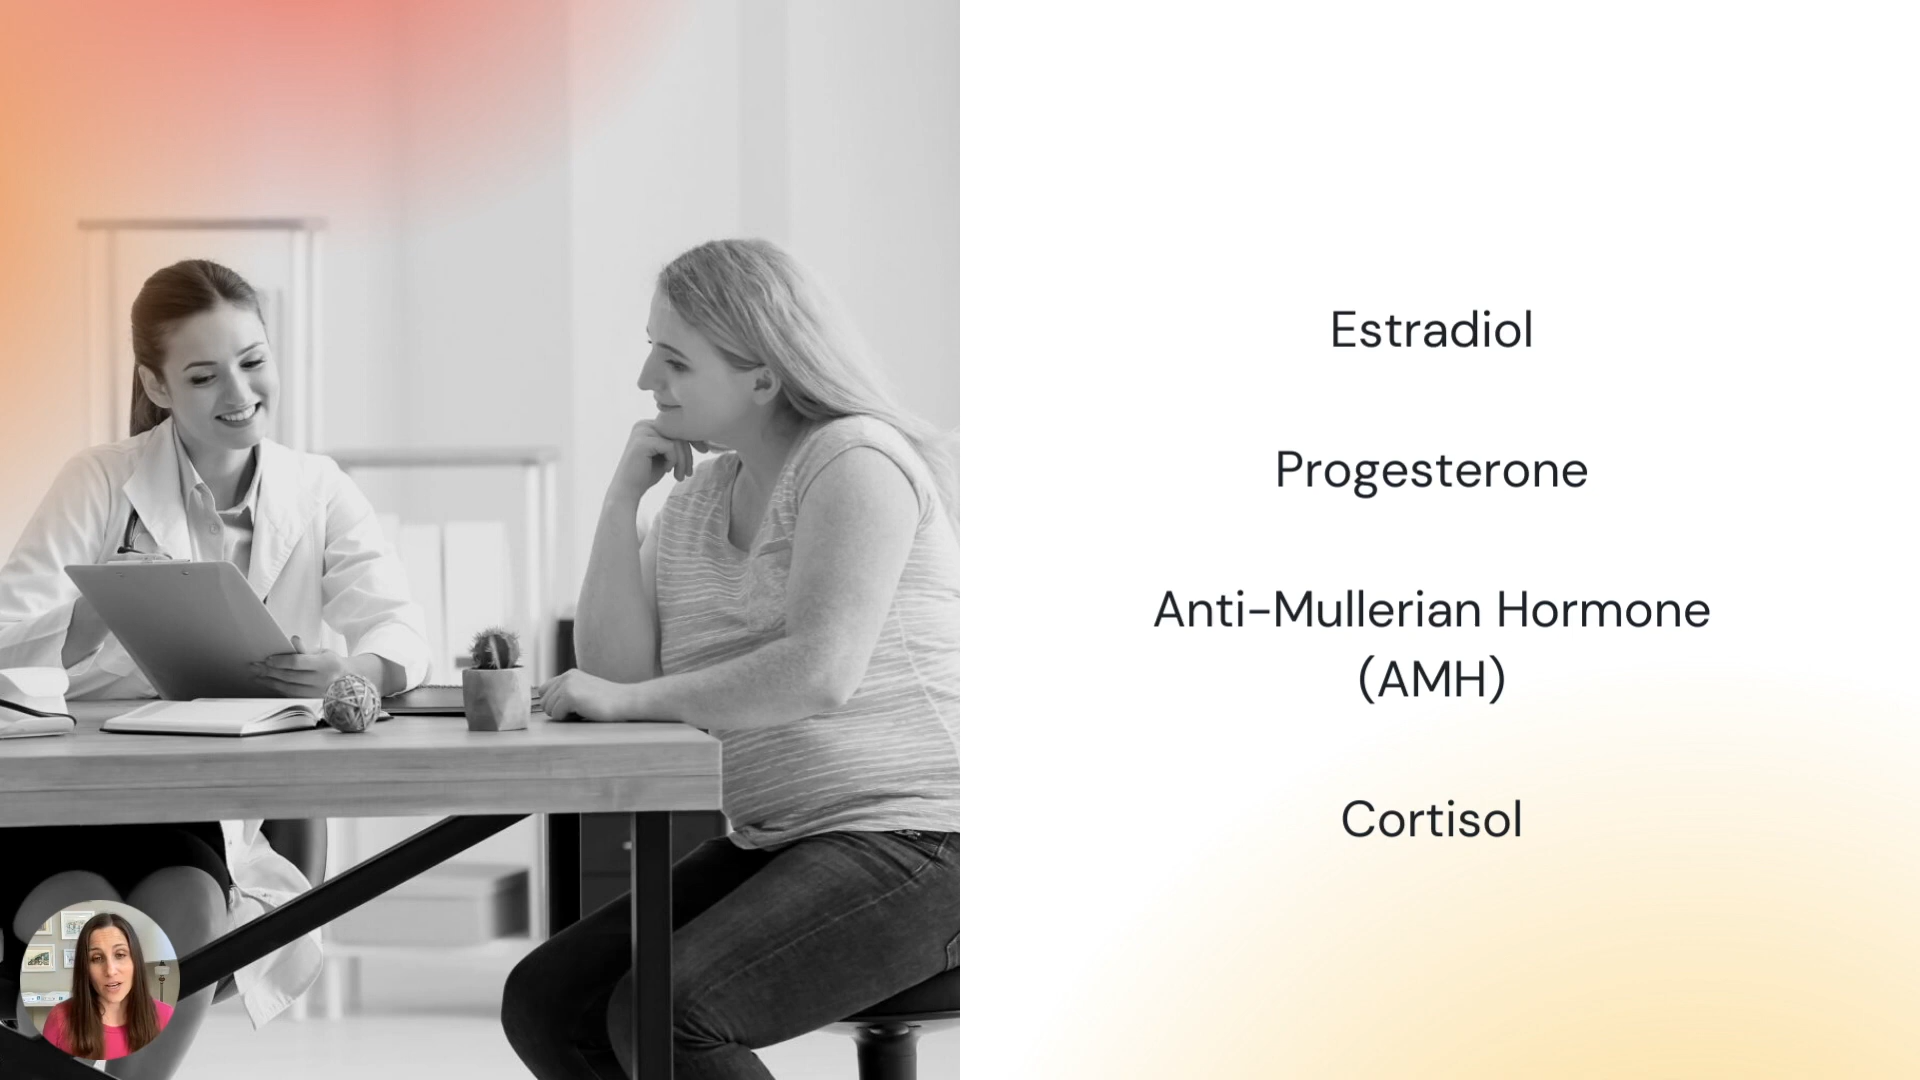 Estradiol
Progesterone
Anti-Mullerian Hormone
(AMH)
Cortisol